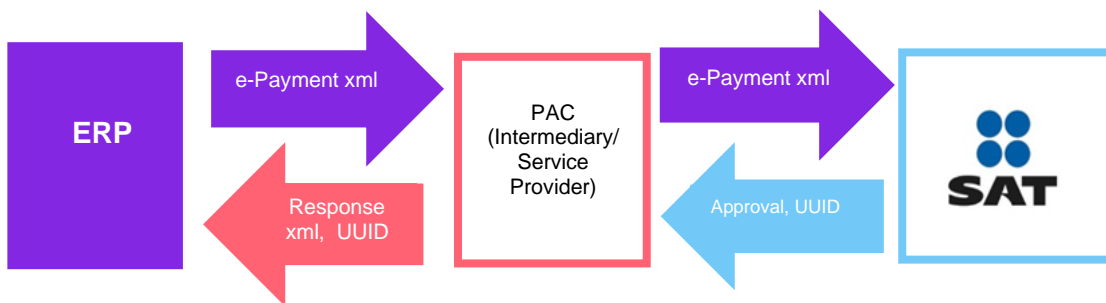 ERP
e-Payment xml
Response
xml, UUID
PAC
(Intermediary/
Service
Provider)
e-Payment xml
Approval, UUID
SAT